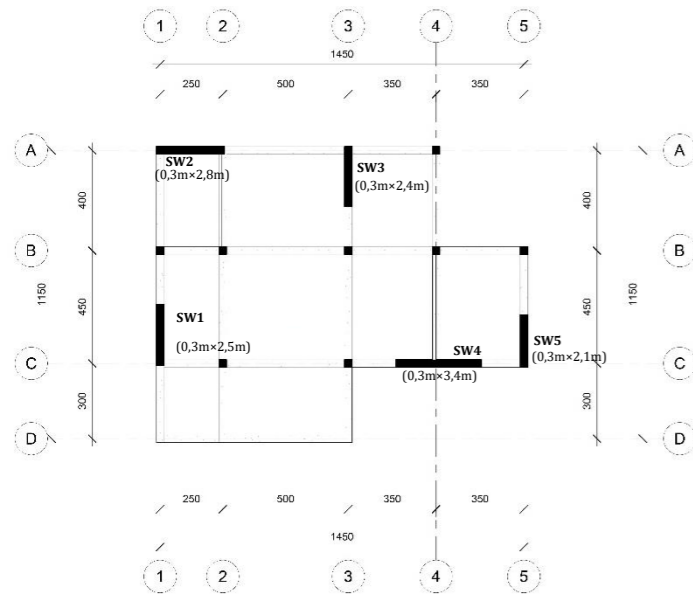 1 2 3 4 5
1450
250 500 350 350
A A
SW2
(0,3m×2,8m)
SW3
(0,3m×2,4m)
400 400
B B
1150 450 450 1150
SW1
(0,3m×2,5m)
SW4
(0,3m×3,4m)
SW5
(0,3m×2,1m)
C C
300 300
D D
250 500 350 350
1450
1 2 3 4 5